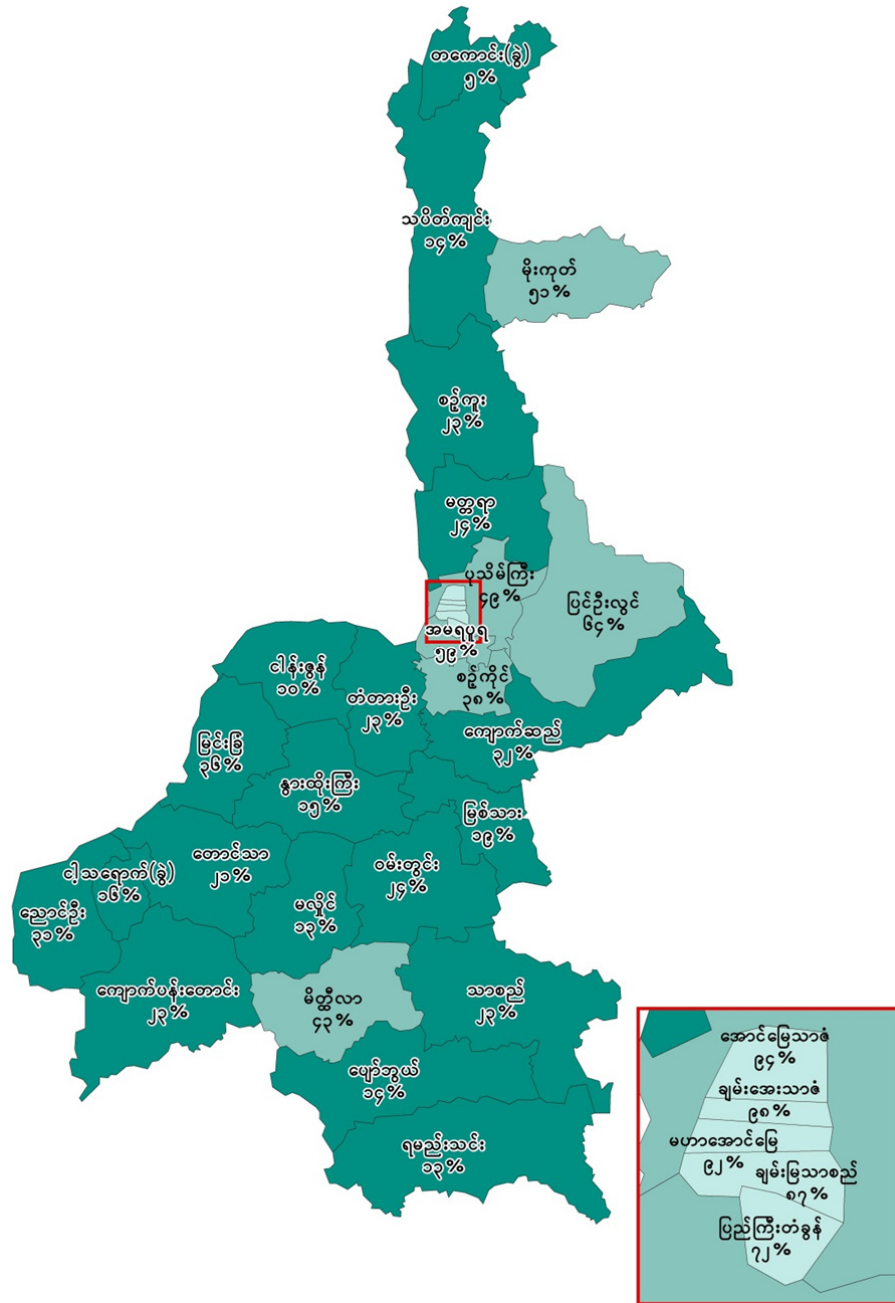 တကောင်း(ခွဲ)
၅%
သပိတ်ကျင်း
၁၄%
မိုးကုတ်
၅၁%
စဉ့်ကူး
၂၃%
မတ္တရာ
၂၄%
ပုသိမ်ကြီး
၄၉%
ပြင်ဦးလွင်
၆၄%
အမရပူရ
၅၉%
ငါန်းဇွန်
၁၀%
တံတားဦး
၂၃%
စဉ့်ကိုင်
၃၈%
ကျောက်ဆည်
၃၂%
မြင်းခြံ
၃၆%
နွားထိုးကြီး
၁၅%
မြစ်သား
၁၉%
တောင်သာ
၂၁%
ဝမ်းတွင်း
၂၄%
ငါ့သရောက်(ခွဲ)
၁၆%
မလှိုင်
၁၃%
ညောင်ဦး
၃၁%
ကျောက်ပန်းတောင်း
၂၃%
မိတ္ထီလာ
၄၃%
သာစည်
၂၃%
ပျော်ဘွယ်
၁၄%
ရမည်းသင်း
၁၃%
အောင်မြေသာဇံ
၉၄%
ချမ်းအေးသာဇံ
၉၈%
မဟာအောင်မြေ
၉၂%
ချမ်းမြသာစည်
၈၇%
ပြည်ကြီးတံခွန်
၇၂%